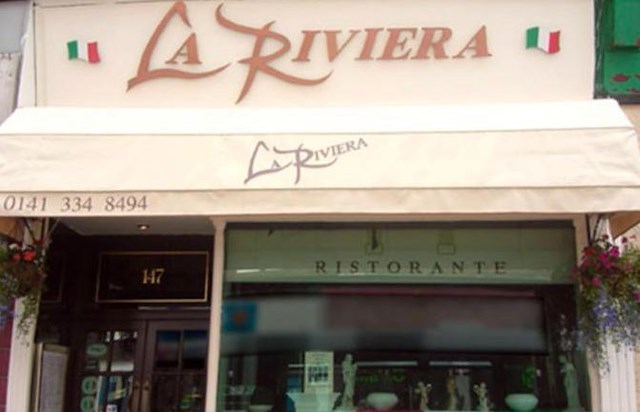 LA RIVIERA
LA RIVIERA
0141 334 8494
147
RISTORANTE